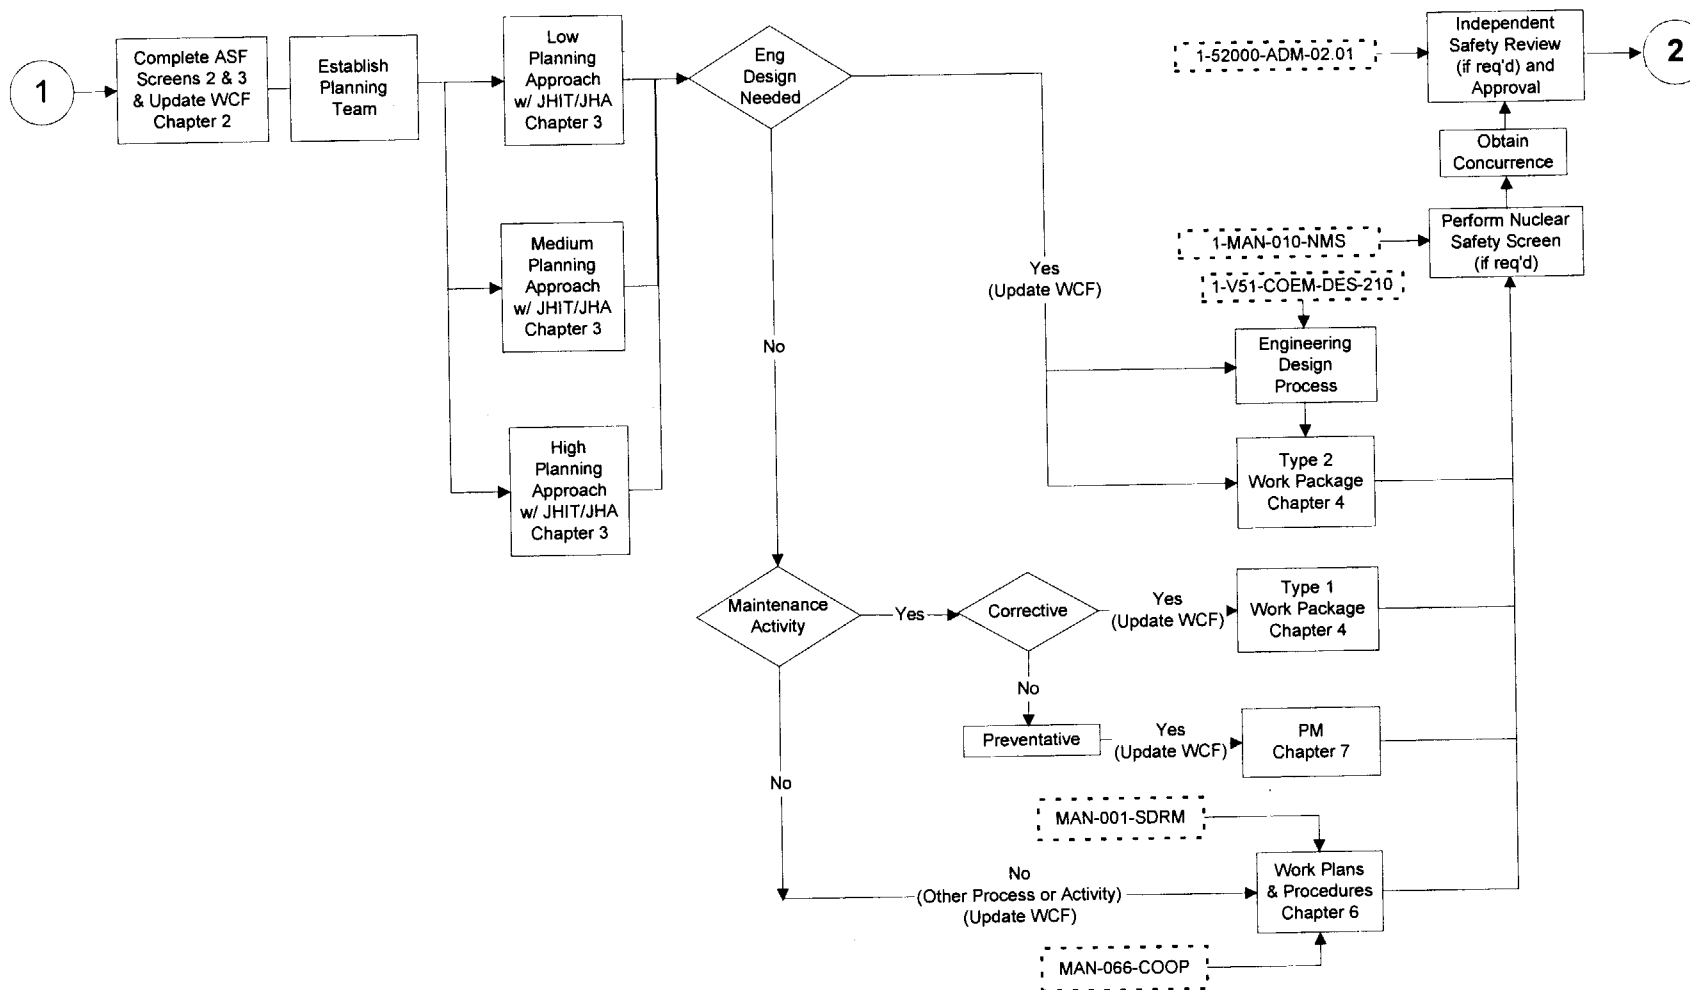 1
Complete ASF
Screens 2 & 3
& Update WCF
Chapter 2
Establish
Planning
Team
Low
Planning
Approach
w/ JHIT/JHA
Chapter 3
Medium
Planning
Approach
w/ JHIT/JHA
Chapter 3
High
Planning
Approach
w/ JHIT/JHA
Chapter 3
Eng
Design
Needed
Yes
(Update WCF)
No
1-52000-ADM-02.01
Independent
Safety Review
(if req'd) and
Approval
2
Obtain
Concurrence
Perform Nuclear
Safety Screen
(if req'd)
1-MAN-010-NMS
1-V51-COEM-DES-210
Engineering
Design
Process
Type 2
Work Package
Chapter 4
Maintenance
Activity
Yes
Corrective
Yes
(Update WCF)
Type 1
Work Package
Chapter 4
No
Preventative
Yes
(Update WCF)
PM
Chapter 7
No
MAN-001-SDRM
No
(Other Process or Activity)
(Update WCF)
Work Plans
& Procedures
Chapter 6
MAN-066-COOP